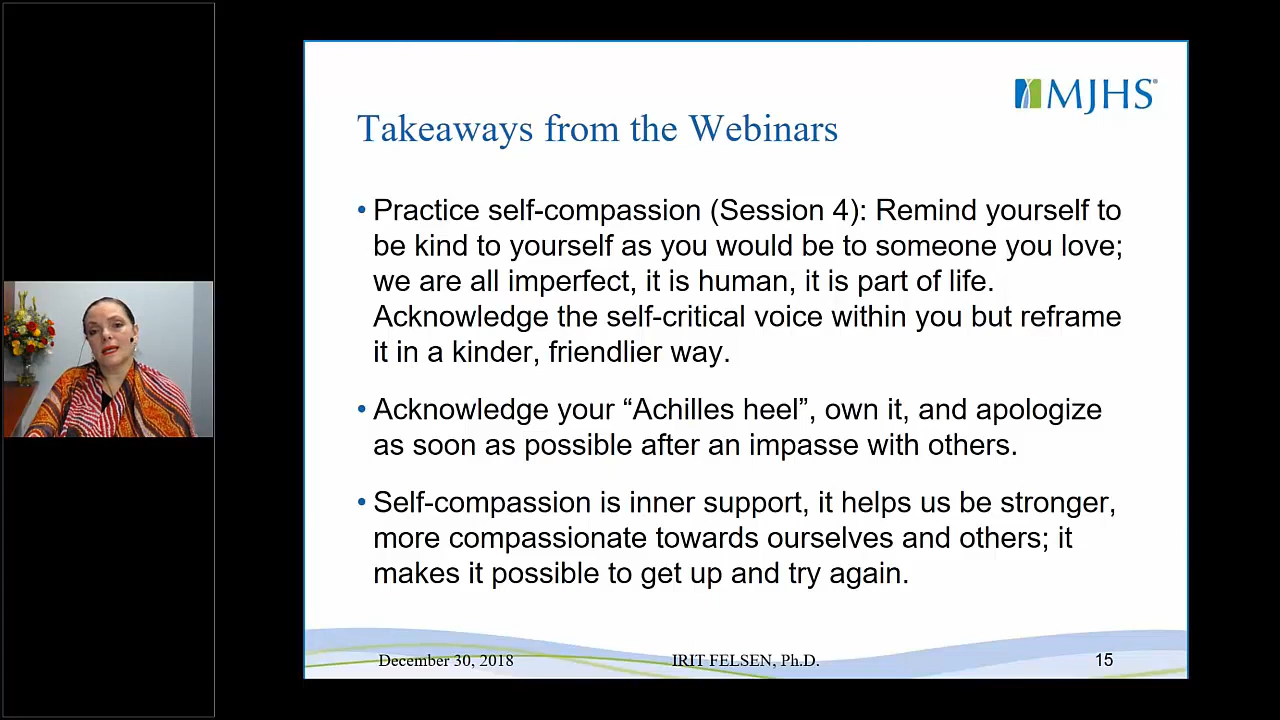 MJHS®
Takeaways from the Webinars
• Practice self-compassion (Session 4): Remind yourself to
be kind to yourself as you would be to someone you love;
we are all imperfect, it is human, it is part of life.
Acknowledge the self-critical voice within you but reframe
it in a kinder, friendlier way.
• Acknowledge your “Achilles heel”, own it, and apologize
as soon as possible after an impasse with others.
• Self-compassion is inner support, it helps us be stronger,
more compassionate towards ourselves and others; it
makes it possible to get up and try again.
December 30, 2018 IRIT FELSEN, Ph.D. 15